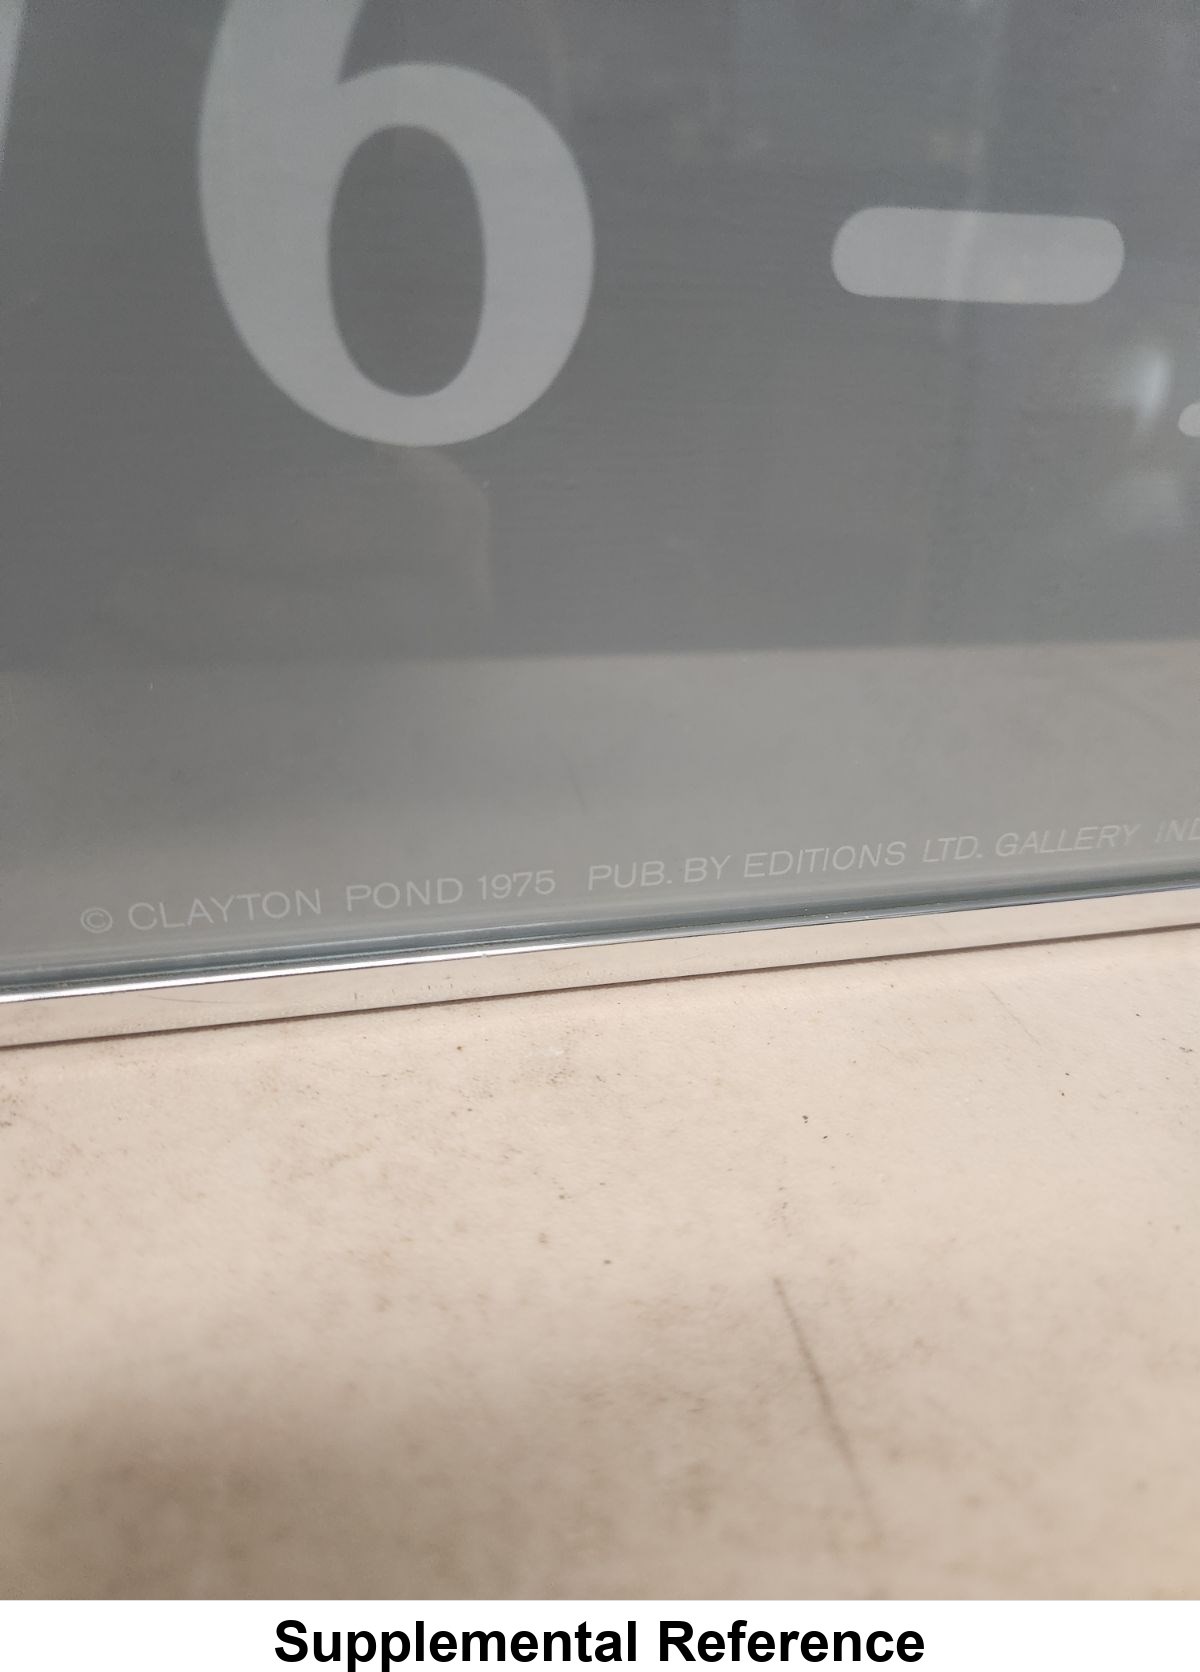 6 -
© CLAYTON POND 1975 PUB. BY EDITIONS LTD. GALLERY
Supplemental Reference